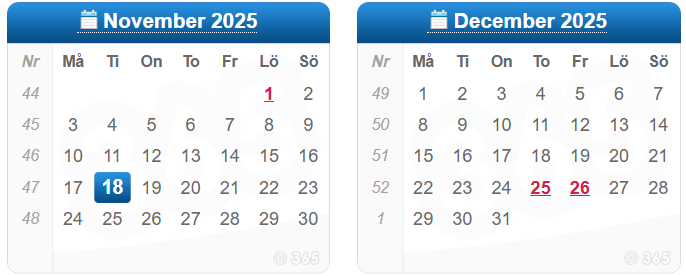 November 2025
Nr Må Ti On To Fr Lö Sö
44 1 2
45 3 4 5 6 7 8 9
46 10 11 12 13 14 15 16
47 17 18 19 20 21 22 23
48 24 25 26 27 28 29 30
© 365
December 2025
Nr Må Ti On To Fr Lö Sö
49 1 2 3 4 5 6 7
50 8 9 10 11 12 13 14
51 15 16 17 18 19 20 21
52 22 23 24 25 26 27 28
1 29 30 31
© 365